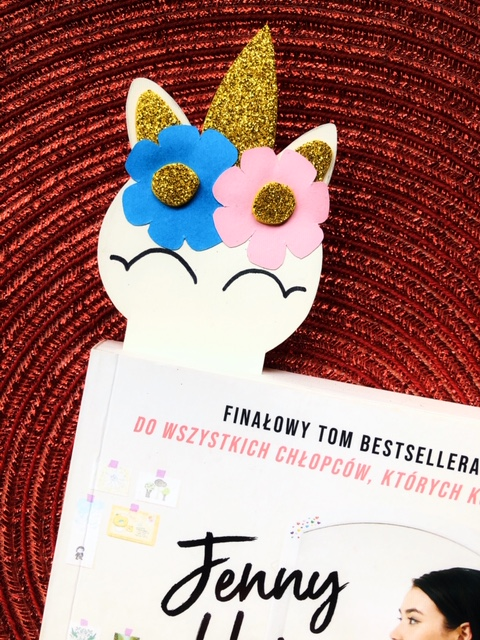 FINAŁOWY TOM BESTSELLERA
DO WSZYSTKICH CHŁOPCÓW, KTÓRYCH K
Jenny